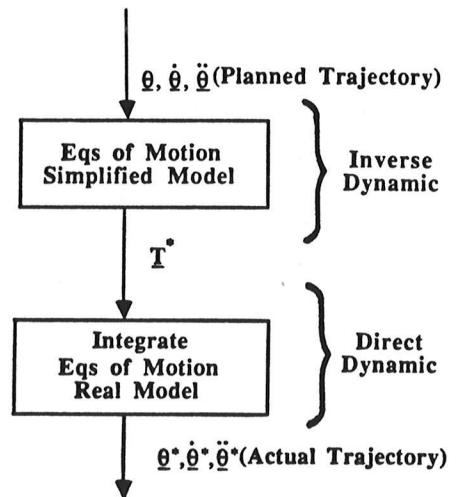 θ, θ̇, θ̈ (Planned Trajectory)
Eqs of Motion
Simplified Model
Inverse
Dynamic
T*
Integrate
Eqs of Motion
Real Model
Direct
Dynamic
θ*, θ̇*, θ̈* (Actual Trajectory)